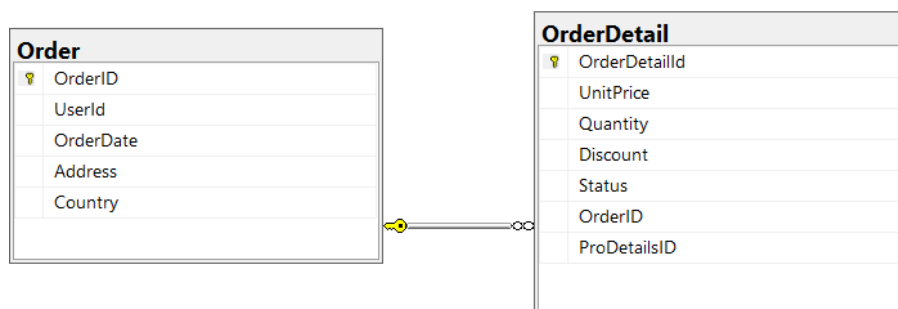 Order
OrderID
UserId
OrderDate
Address
Country
OrderDetail
OrderDetailId
UnitPrice
Quantity
Discount
Status
OrderID
ProDetailsID